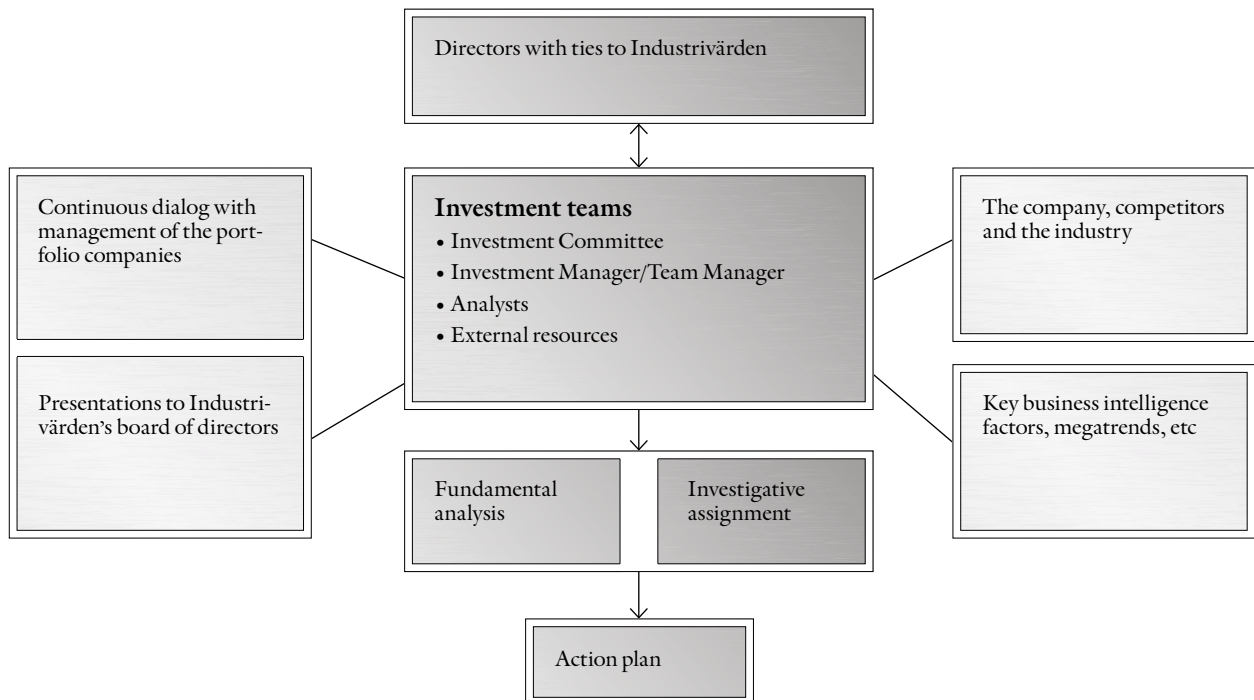 Directors with ties to Industrivärden
Continuous dialog with
management of the port-
folio companies
Presentations to Industri-
värden’s board of directors
Investment teams
• Investment Committee
• Investment Manager/Team Manager
• Analysts
• External resources
The company, competitors
and the industry
Key business intelligence
factors, megatrends, etc
Fundamental
analysis
Investigative
assignment
Action plan